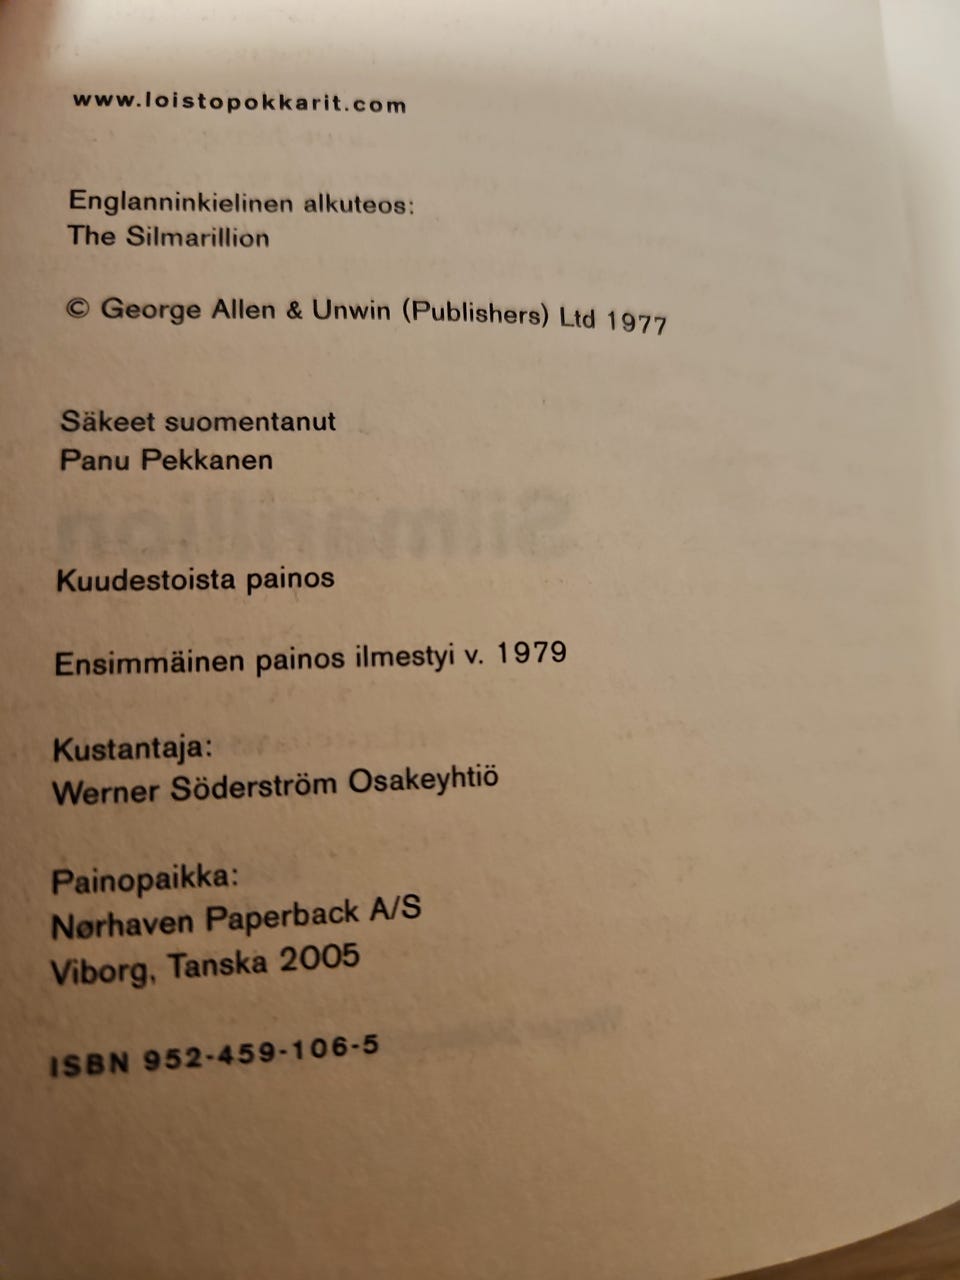 www.loistopokkarit.com
Englanninkielinen alkuteos:
The Silmarillion
© George Allen & Unwin (Publishers) Ltd 1977
Säkeet suomentanut
Panu Pekkanen
Silmarillion
Kuudestoista painos
Ensimmäinen painos ilmestyi v. 1979
Kustantaja:
Werner Söderström Osakeyhtiö
Painopaikka:
Nørhaven Paperback A/S
Viborg, Tanska 2005
ISBN 952-459-106-5